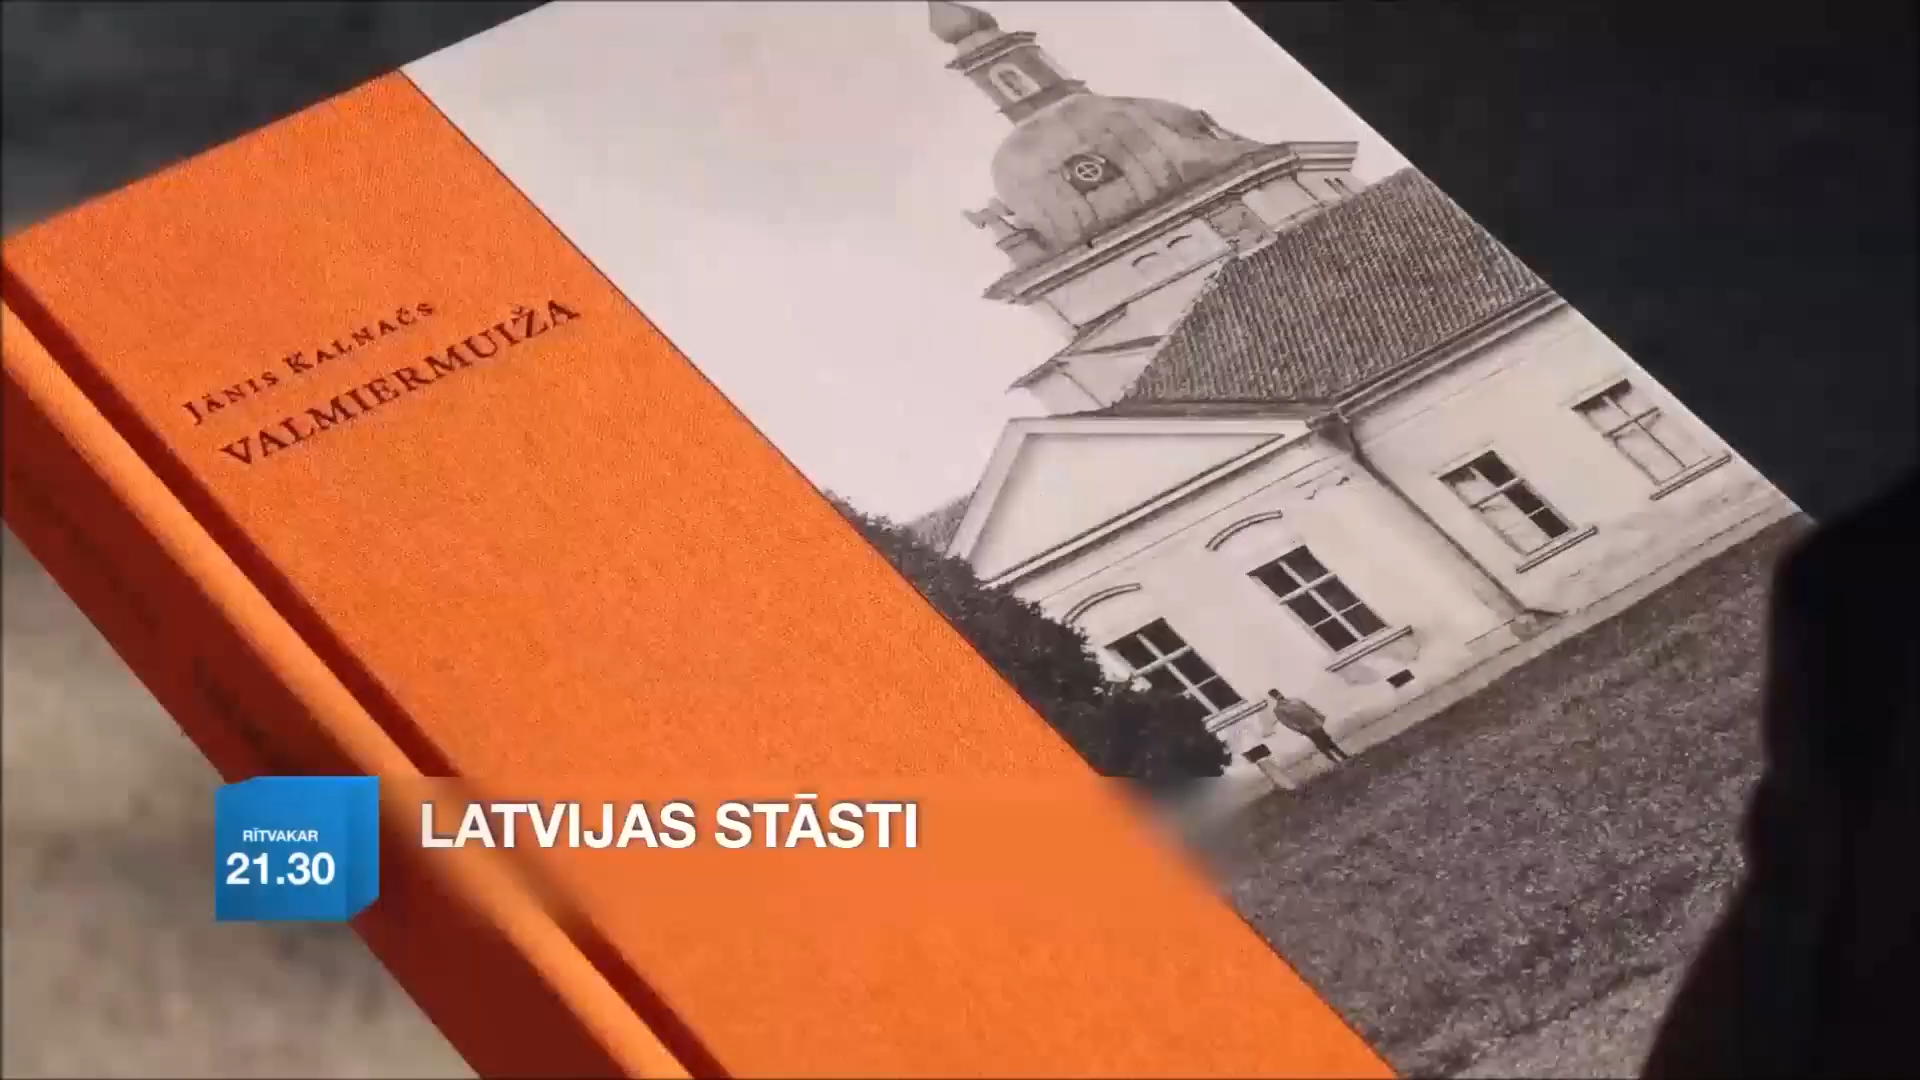 Jānis Kalnačs
VALMIERMUIŽA
RĪTVAKAR
21.30
LATVIJAS STĀSTI